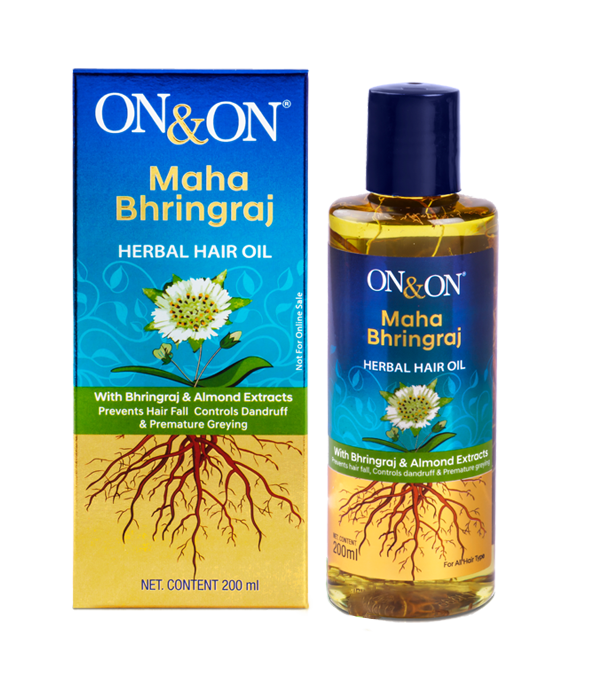 ON&ON®
Maha
Bhringraj
HERBAL HAIR OIL
Not For Online Sale
With Bhringraj & Almond Extracts
Prevents Hair Fall Controls Dandruff
& Premature Greying
NET. CONTENT 200 ml
ON&ON®
Maha
Bhringraj
HERBAL HAIR OIL
With Bhringraj & Almond Extracts
Prevents hair fall, Controls dandruff & Premature greying
NET. CONTENT
200ml
For All Hair Type